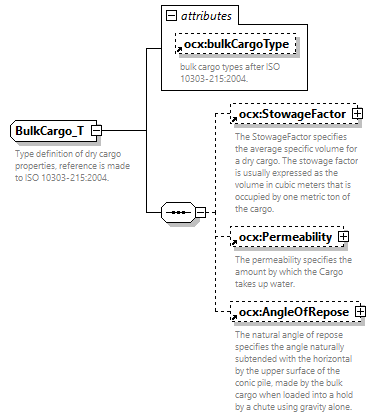 attributes
ocx:bulkCargoType
bulk cargo types after ISO
10303-215:2004.
BulkCargo_T
Type definition of dry cargo
properties, reference is made
to ISO 10303-215:2004.
ocx:StowageFactor
The StowageFactor specifies
the average specific volume for
a dry cargo. The stowage factor
is usually expressed as the
volume in cubic meters that is
occupied by one metric ton of
the cargo.
ocx:Permeability
The permeability specifies the
amount by which the Cargo
takes up water.
ocx:AngleOfRepose
The natural angle of repose
specifies the angle naturally
subtended with the horizontal
by the upper surface of the
conic pile, made by the bulk
cargo when loaded into a hold
by a chute using gravity alone.